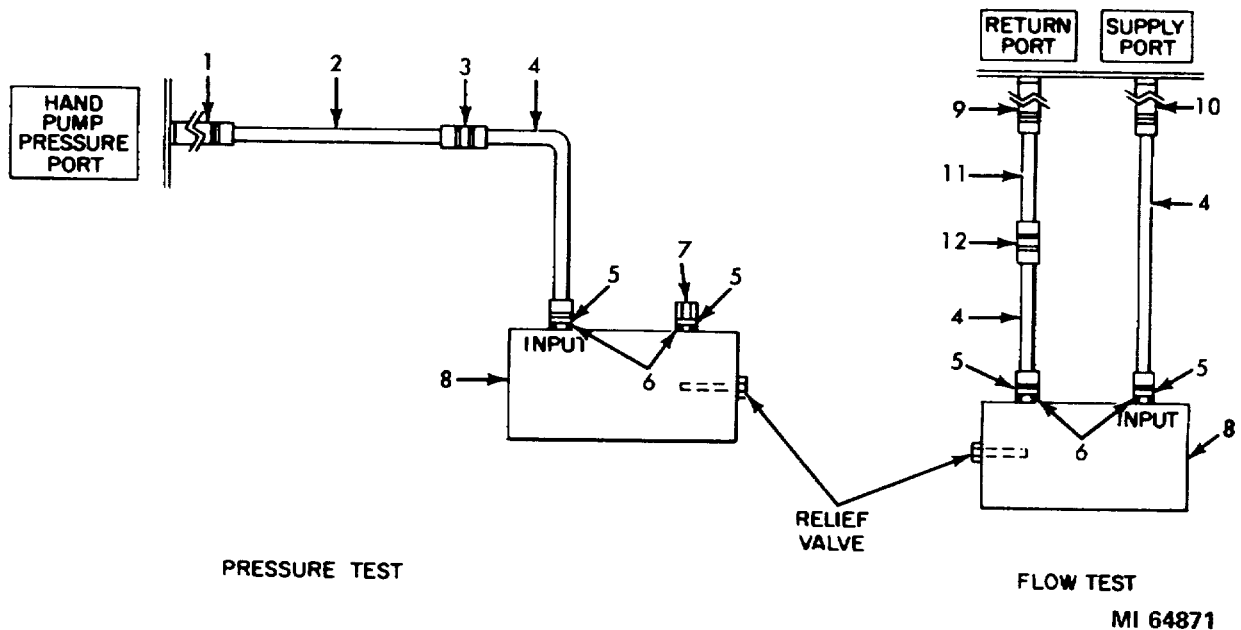 RETURN PORT
SUPPLY PORT
1
2
3
4
HAND
PUMP
PRESSURE
PORT
9
10
11
4
12
7
5
5
INPUT
4
8
6
5
5
INPUT
6
8
RELIEF
VALVE
PRESSURE TEST
FLOW TEST
MI 64871